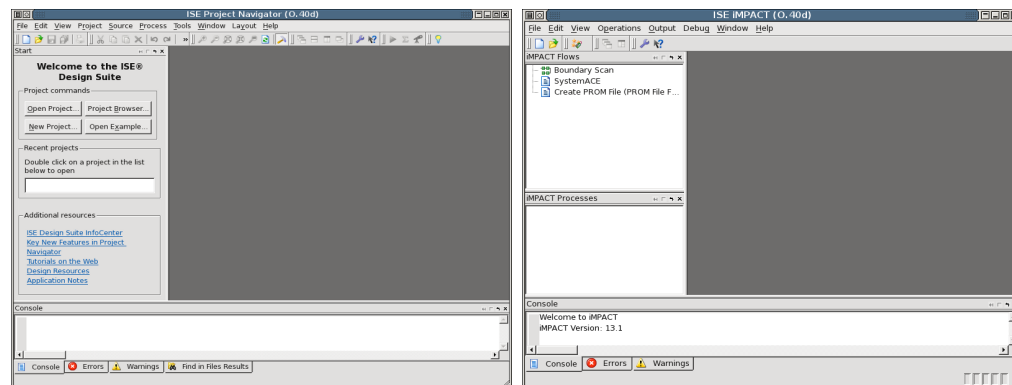 ISE Project Navigator (O.40d)
File Edit View Project Source Process Tools Window Layout Help
Start
Welcome to the ISE®
Design Suite
Project commands
Open Project... Project Browser...
New Project... Open Example...
Recent projects
Double click on a project in the list
below to open
Additional resources
ISE Design Suite InfoCenter
Key New Features in Project
Navigator
Tutorials on the Web
Design Resources
Application Notes
Console
Console Errors Warnings Find in Files Results
ISE iMPACT (O.40d)
File Edit View Operations Output Debug Window Help
iMPACT Flows
Boundary Scan
SystemACE
Create PROM File (PROM File F...
iMPACT Processes
Console
Welcome to iMPACT
iMPACT Version: 13.1
Console Errors Warnings